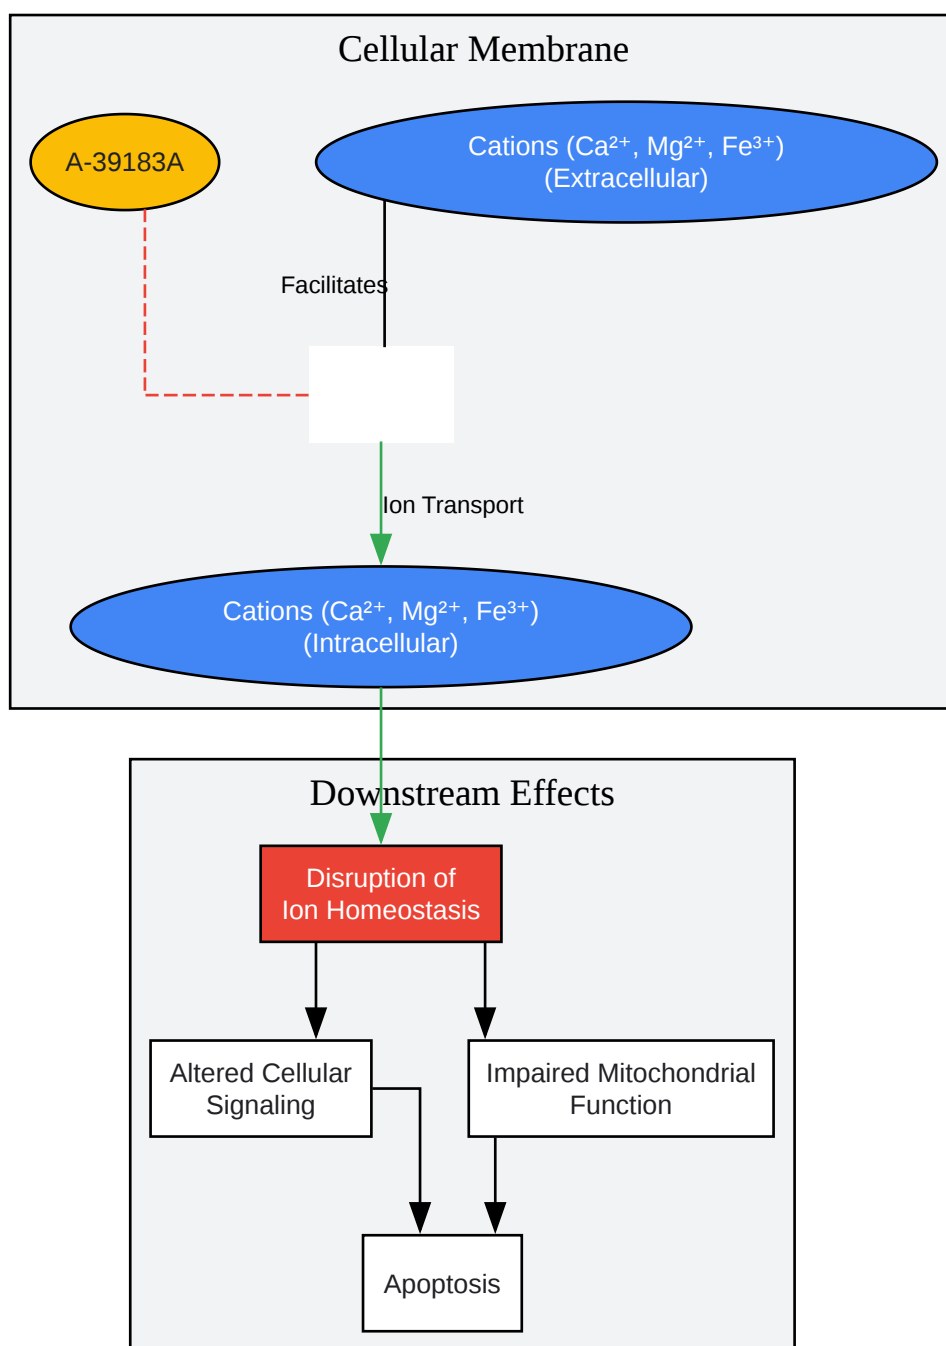 Cellular Membrane
A-39183A
Cations (Ca²⁺, Mg²⁺, Fe³⁺)
(Extracellular)
Facilitates
Ion Transport
Cations (Ca²⁺, Mg²⁺, Fe³⁺)
(Intracellular)
Downstream Effects
Disruption of
Ion Homeostasis
Altered Cellular
Signaling
Impaired Mitochondrial
Function
Apoptosis